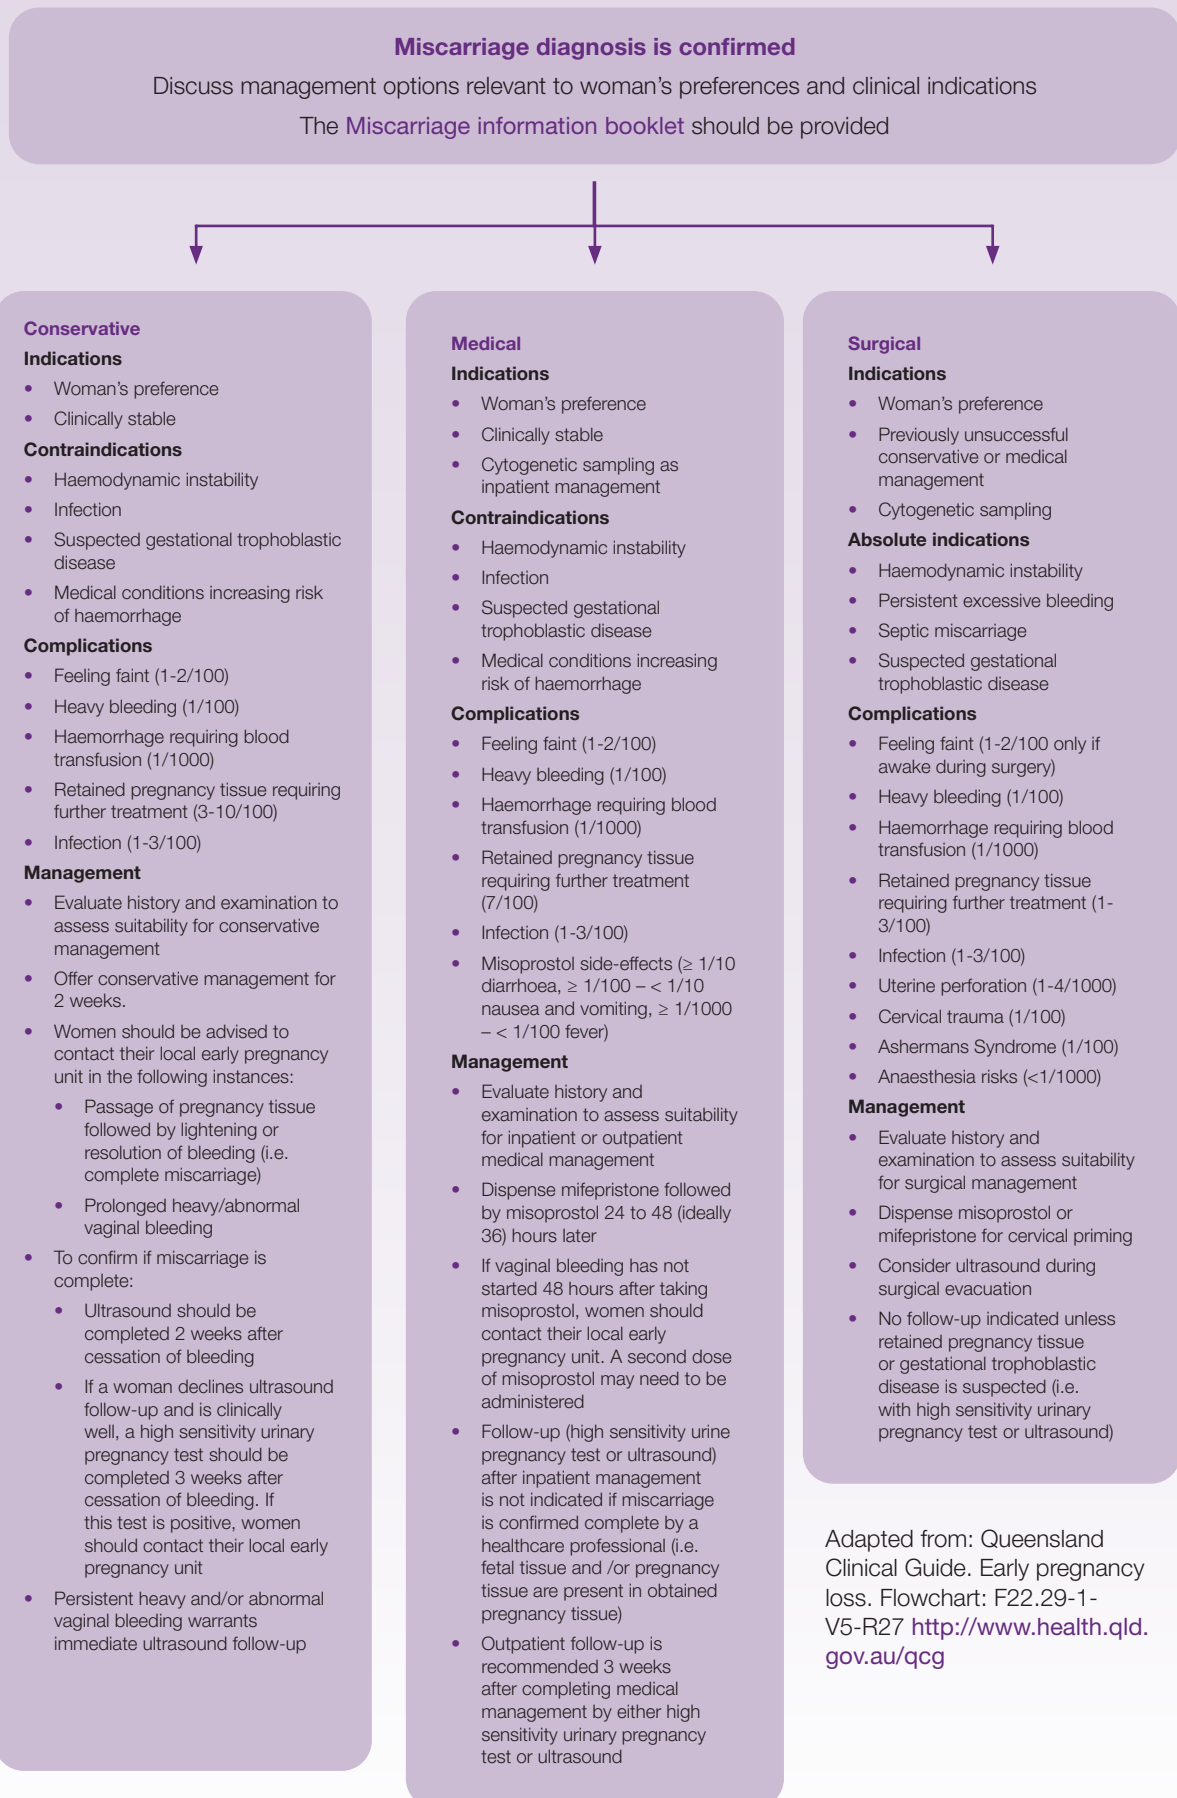 Miscarriage diagnosis is confirmed
Discuss management options relevant to woman's preferences and clinical indications
The Miscarriage information booklet should be provided
Conservative
Indications
• Woman's preference
• Clinically stable
Contraindications
• Haemodynamic instability
• Infection
• Suspected gestational trophoblastic
disease
• Medical conditions increasing risk
of haemorrhage
Complications
• Feeling faint (1-2/100)
• Heavy bleeding (1/100)
• Haemorrhage requiring blood
transfusion (1/1000)
• Retained pregnancy tissue requiring
further treatment (3-10/100)
• Infection (1-3/100)
Management
• Evaluate history and examination to
assess suitability for conservative
management
• Offer conservative management for
2 weeks.
• Women should be advised to
contact their local early pregnancy
unit in the following instances:
• Passage of pregnancy tissue
followed by lightening or
resolution of bleeding (i.e.
complete miscarriage)
• Prolonged heavy/abnormal
vaginal bleeding
• To confirm if miscarriage is
complete:
• Ultrasound should be
completed 2 weeks after
cessation of bleeding
• If a woman declines ultrasound
follow-up and is clinically
well, a high sensitivity urinary
pregnancy test should be
completed 3 weeks after
cessation of bleeding. If
this test is positive, women
should contact their local early
pregnancy unit
• Persistent heavy and/or abnormal
vaginal bleeding warrants
immediate ultrasound follow-up
Medical
Indications
• Woman's preference
• Clinically stable
• Cytogenetic sampling as
inpatient management
Contraindications
• Haemodynamic instability
• Infection
• Suspected gestational
trophoblastic disease
• Medical conditions increasing
risk of haemorrhage
Complications
• Feeling faint (1-2/100)
• Heavy bleeding (1/100)
• Haemorrhage requiring blood
transfusion (1/1000)
• Retained pregnancy tissue
requiring further treatment
(7/100)
• Infection (1-3/100)
• Misoprostol side-effects (≥ 1/10
diarrhoea, ≥ 1/100 – < 1/10
nausea and vomiting, ≥ 1/1000
– < 1/100 fever)
Management
• Evaluate history and
examination to assess suitability
for inpatient or outpatient
medical management
• Dispense mifepristone followed
by misoprostol 24 to 48 (ideally
36) hours later
• If vaginal bleeding has not
started 48 hours after taking
misoprostol, women should
contact their local early
pregnancy unit. A second dose
of misoprostol may need to be
administered
• Follow-up (high sensitivity urine
pregnancy test or ultrasound)
after inpatient management
is not indicated if miscarriage
is confirmed complete by a
healthcare professional (i.e.
fetal tissue and /or pregnancy
tissue are present in obtained
pregnancy tissue)
• Outpatient follow-up is
recommended 3 weeks
after completing medical
management by either high
sensitivity urinary pregnancy
test or ultrasound
Surgical
Indications
• Woman's preference
• Previously unsuccessful
conservative or medical
management
• Cytogenetic sampling
Absolute indications
• Haemodynamic instability
• Persistent excessive bleeding
• Septic miscarriage
• Suspected gestational
trophoblastic disease
Complications
• Feeling faint (1-2/100 only if
awake during surgery)
• Heavy bleeding (1/100)
• Haemorrhage requiring blood
transfusion (1/1000)
• Retained pregnancy tissue
requiring further treatment (1-
3/100)
• Infection (1-3/100)
• Uterine perforation (1-4/1000)
• Cervical trauma (1/100)
• Ashermans Syndrome (1/100)
• Anaesthesia risks (<1/1000)
Management
• Evaluate history and
examination to assess suitability
for surgical management
• Dispense misoprostol or
mifepristone for cervical priming
• Consider ultrasound during
surgical evacuation
• No follow-up indicated unless
retained pregnancy tissue
or gestational trophoblastic
disease is suspected (i.e.
with high sensitivity urinary
pregnancy test or ultrasound)
Adapted from: Queensland
Clinical Guide. Early pregnancy
loss. Flowchart: F22.29-1-
V5-R27 http://www.health.qld.
gov.au/qcg